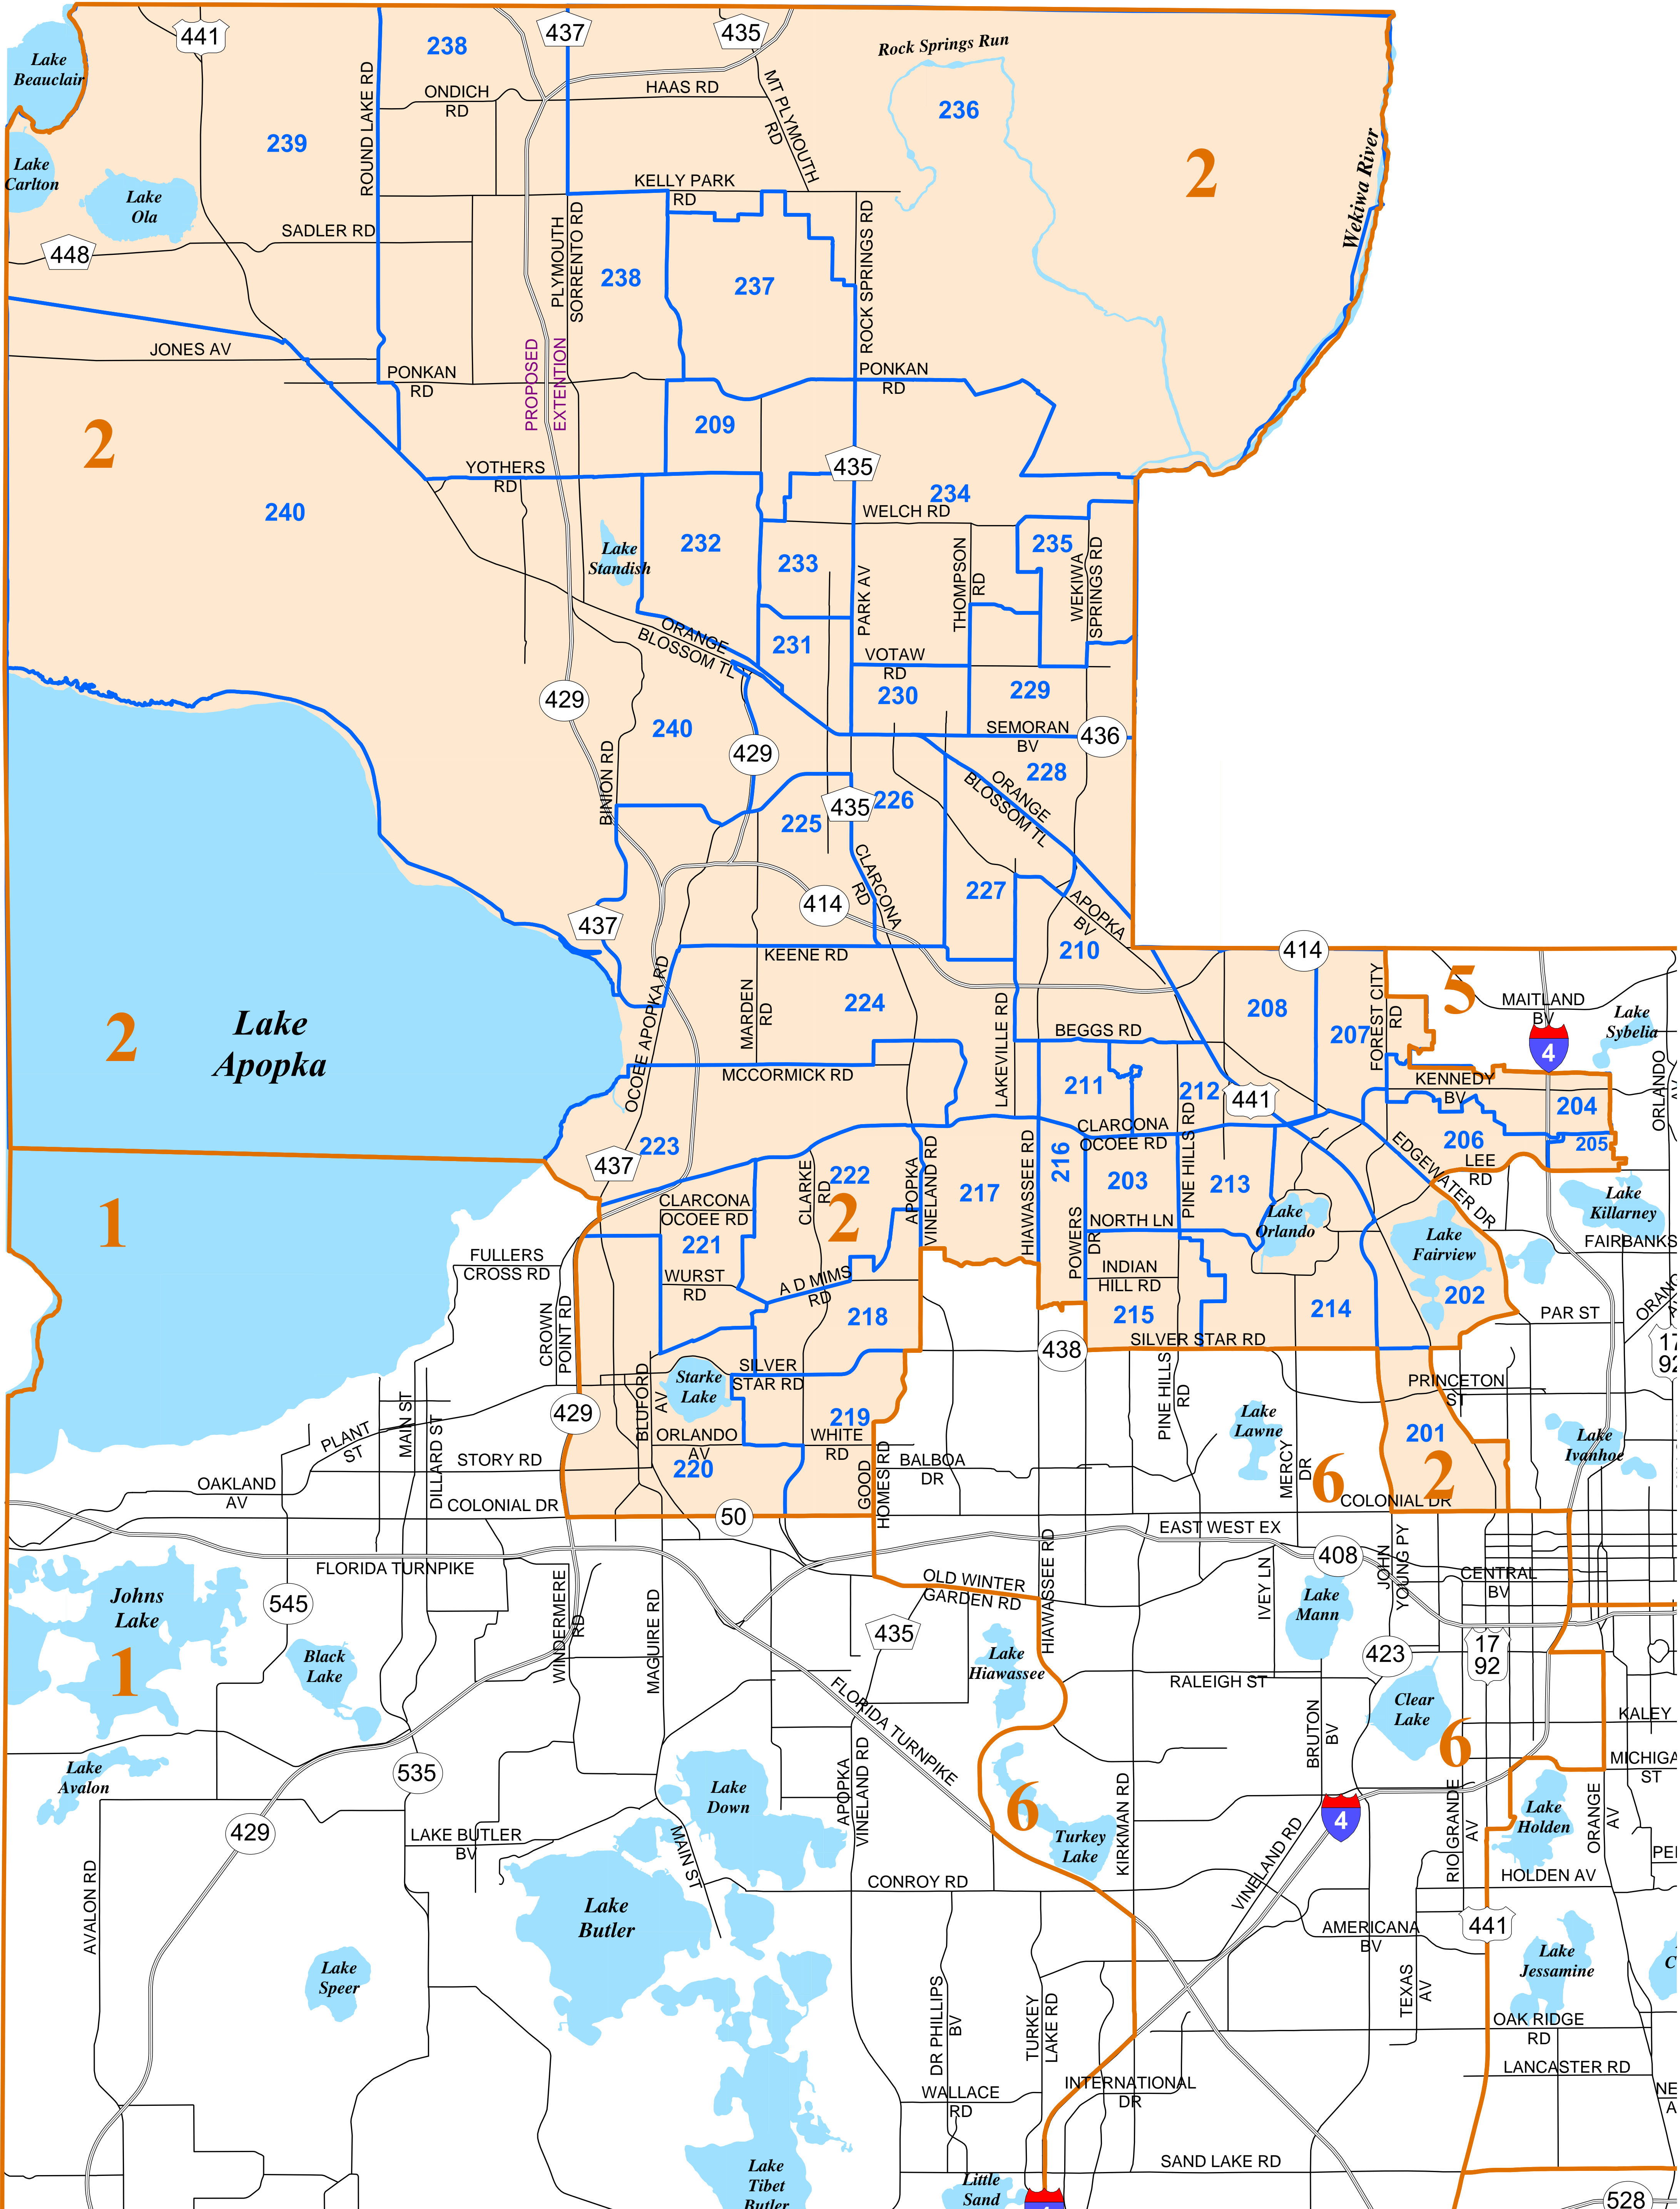 441
238
437
435
Rock Springs Run
Lake
Beauclair
ROUND LAKE RD
ONDICH
RD
HAAS RD
MT PLYMOUTH
RD
236
239
2
Wekiwa River
Lake
Carlton
Lake
Ola
KELLY PARK
RD
SADLER RD
448
PLYMOUTH
SORRENTO RD
238
237
ROCK SPRINGS RD
JONES AV
PROPOSED
EXTENTION
PONKAN
RD
PONKAN
RD
2
209
YOTHERS
RD
435
240
234
WELCH RD
232
235
Lake
Standish
233
THOMPSON
RD
WEKIWA
SPRINGS RD
PARK AV
ORANGE
BLOSSOM TL
231
VOTAW
RD
230
229
429
240
429
SEMORAN
BV
436
228
BINION RD
435
226
225
ORANGE
BLOSSOM TL
CLARCONA
RD
227
414
437
APOPKA
BV
210
414
KEENE RD
5
MAITLAND
BV
Lake
Sybelia
224
MARDEN
RD
OCOEE APOPKA RD
LAKEVILLE RD
208
207
FOREST CITY
RD
4
2
Lake
Apopka
BEGGS RD
MCCORMICK RD
211
212
441
KENNEDY
BV
204
ORLANDO
AV
CLARCONA
OCOEE RD
206
205
EDGEWATER DR
LEE
RD
223
437
222
2
CLARKE
RD
APOPKA
VINELAND RD
217
HIAWASSEE RD
216
203
PINE HILLS RD
213
Lake
Killarney
1
CLARCONA
OCOEE RD
221
NORTH LN
POWERS
DR
Lake
Orlando
Lake
Fairview
FAIRBANKS
FULLERS
CROSS RD
WURST
RD
A D MIMS
RD
INDIAN
HILL RD
202
CROWN
POINT RD
218
215
214
PAR ST
SILVER STAR RD
438
17
92
SILVER
STAR RD
Starke
Lake
BLUFORD
AV
PINE HILLS
RD
PRINCETON
ST
429
219
Lake
Lawne
201
Lake
Ivanhoe
PLANT
ST
MAIN ST
DILLARD ST
ORLANDO
AV
WHITE
RD
STORY RD
220
GOOD
HOMES RD
BALBOA
DR
MERCY
DR
6
2
OAKLAND
AV
COLONIAL DR
50
COLONIAL DR
EAST WEST EX
408
FLORIDA TURNPIKE
HIAWASSEE RD
JOHN
YOUNG PY
CENTRAL
BV
Johns
Lake
545
WINDERMERE
RD
MAGUIRE RD
OLD WINTER
GARDEN RD
IVEY LN
Lake
Mann
435
423
17
92
1
Black
Lake
Lake
Hiawassee
RALEIGH ST
Clear
Lake
FLORIDA TURNPIKE
BRUTON
BV
6
KALEY
Lake
Avalon
535
Lake
Down
APOPKA
VINELAND RD
6
Turkey
Lake
KIRKMAN RD
4
RIO GRANDE
AV
Lake
Holden
ORANGE
AV
429
LAKE BUTLER
BV
MAIN ST
VINELAND RD
CONROY RD
HOLDEN AV
AVALON RD
Lake
Butler
AMERICANA
BV
441
Lake
Speer
TEXAS
AV
Lake
Jessamine
DR PHILLIPS
BV
TURKEY
LAKE RD
OAK RIDGE
RD
LANCASTER RD
INTERNATIONAL
DR
WALLACE
RD
SAND LAKE RD
Lake
Tibet
Butler
Little
Sand
528